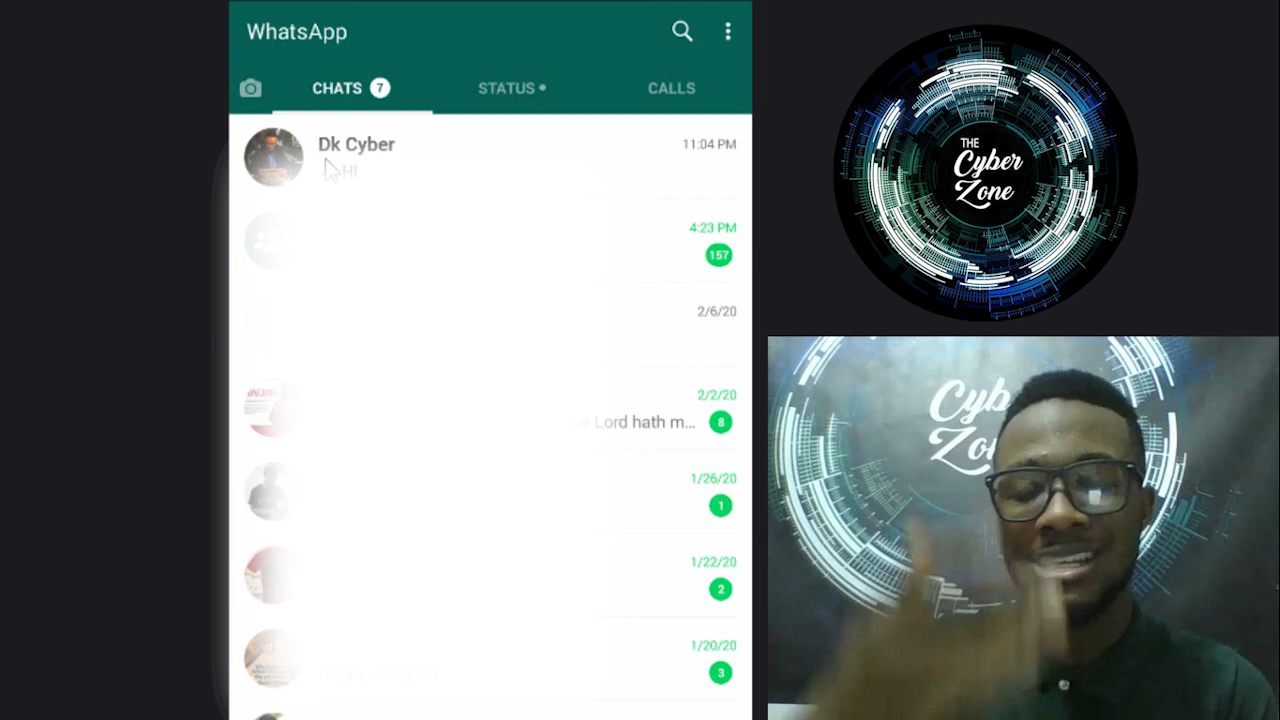 WhatsApp
CHATS 7
STATUS
CALLS
Dk Cyber
11:04 PM
HI
4:23 PM
157
2/6/20
2/2/20
Lord hath m...
8
1/26/20
1
1/22/20
2
1/20/20
3
THE
Cyber
Zone
Cyb
Zo